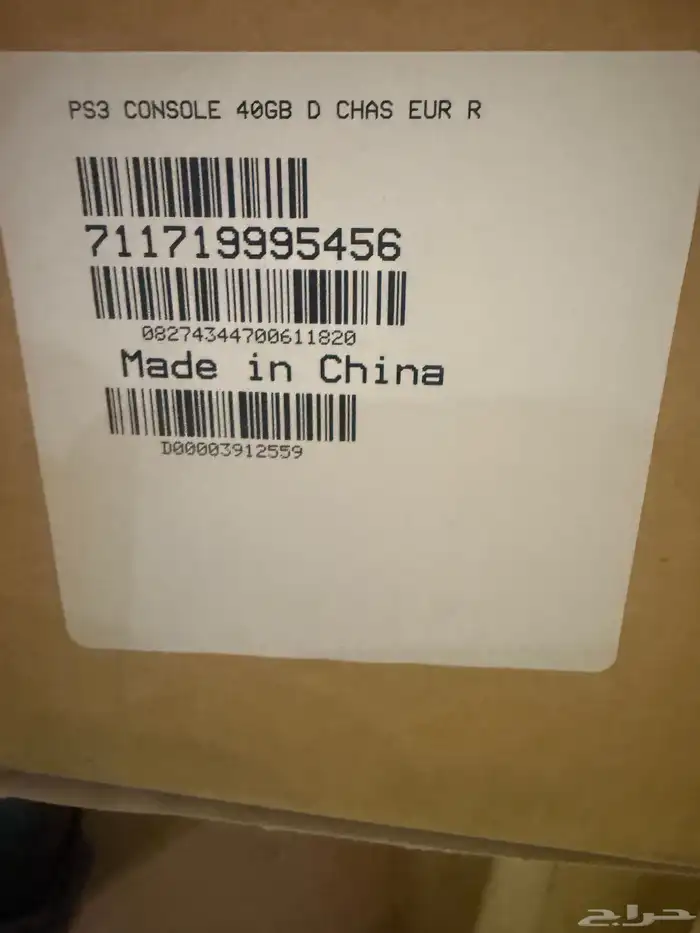 PS3 CONSOLE 40GB D CHAS EUR R
711719995456
08274344700611820
Made in China
D00003912559
حراج